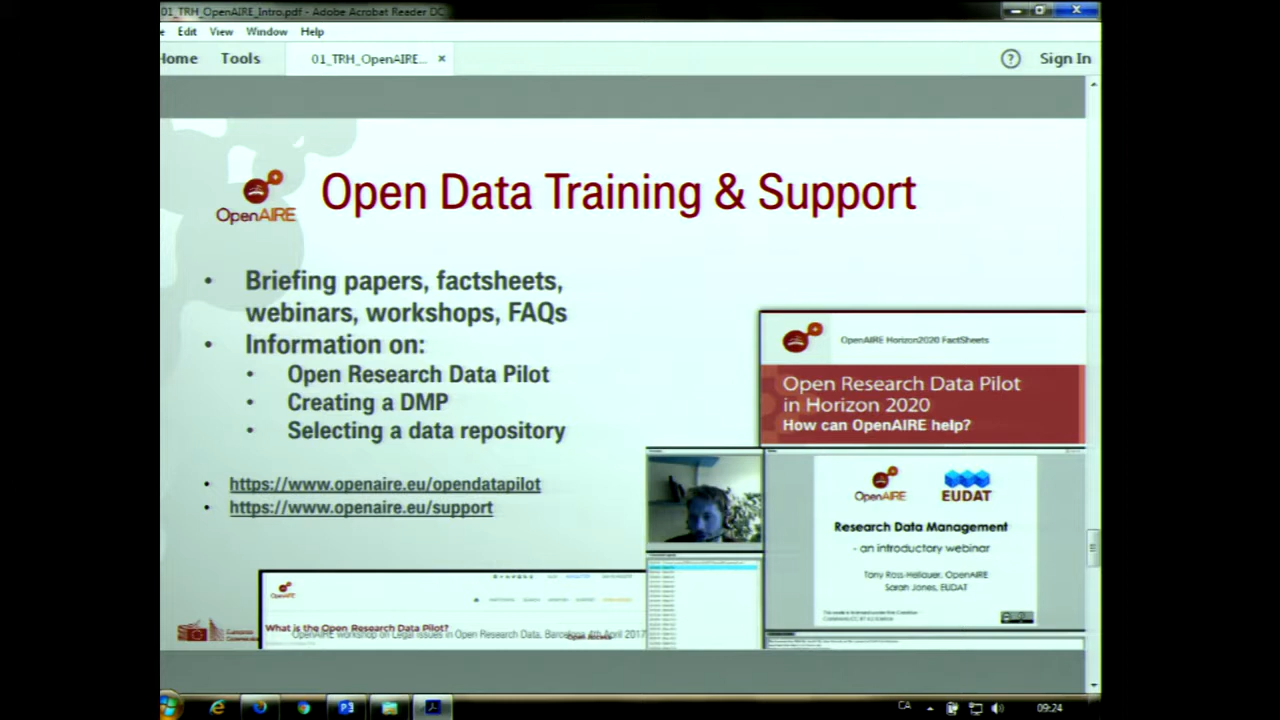 01_TRH_OpenAIRE_Intro.pdf - Adobe Acrobat Reader DC
Edit View Window Help
Home Tools 01_TRH_OpenAIRE... × Sign In
OpenAIRE
Open Data Training & Support
• Briefing papers, factsheets,
webinars, workshops, FAQs
• Information on:
• Open Research Data Pilot
• Creating a DMP
• Selecting a data repository
• https://www.openaire.eu/opendatapilot
• https://www.openaire.eu/support
OpenAIRE Horizon2020 FactSheets
Open Research Data Pilot
in Horizon 2020
How can OpenAIRE help?
OpenAIRE EUDAT
Research Data Management
- an introductory webinar
Tony Ross-Hellauer, OpenAIRE
Sarah Jones, EUDAT
OpenAIRE
What is the Open Research Data Pilot?
OpenAIRE workshop on Legal issues in Open Research Data, Barcelona 4th April 2017
European
CA 09:24